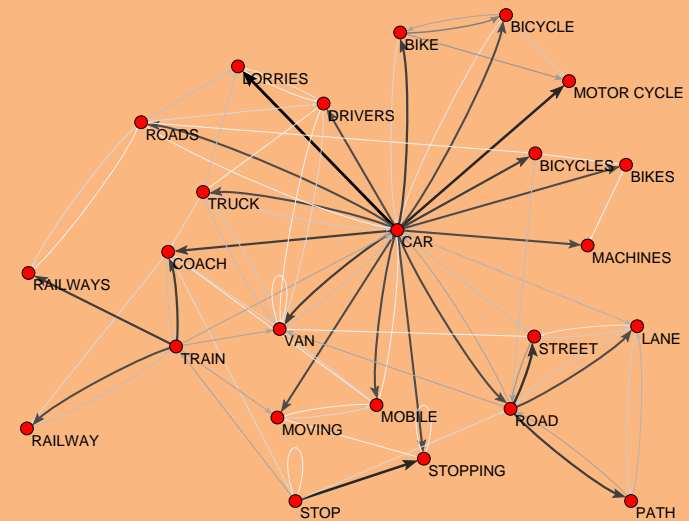 BICYCLE
BIKE
LORRIES
MOTOR CYCLE
DRIVERS
ROADS
BICYCLES
BIKES
TRUCK
CAR
MACHINES
COACH
RAILWAYS
VAN
STREET
LANE
TRAIN
MOBILE
MOVING
ROAD
RAILWAY
STOPPING
STOP
PATH